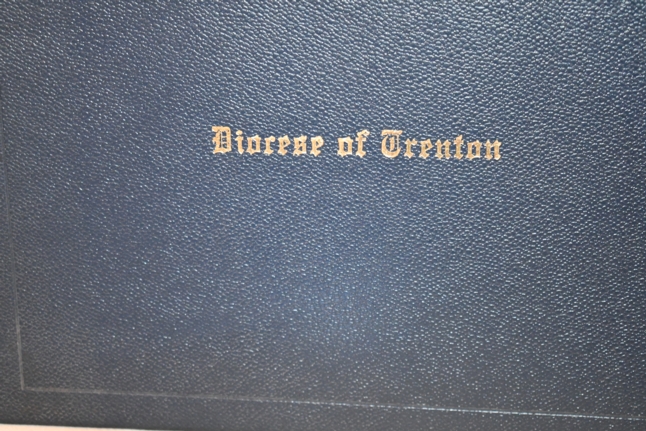 Diocese of Trenton